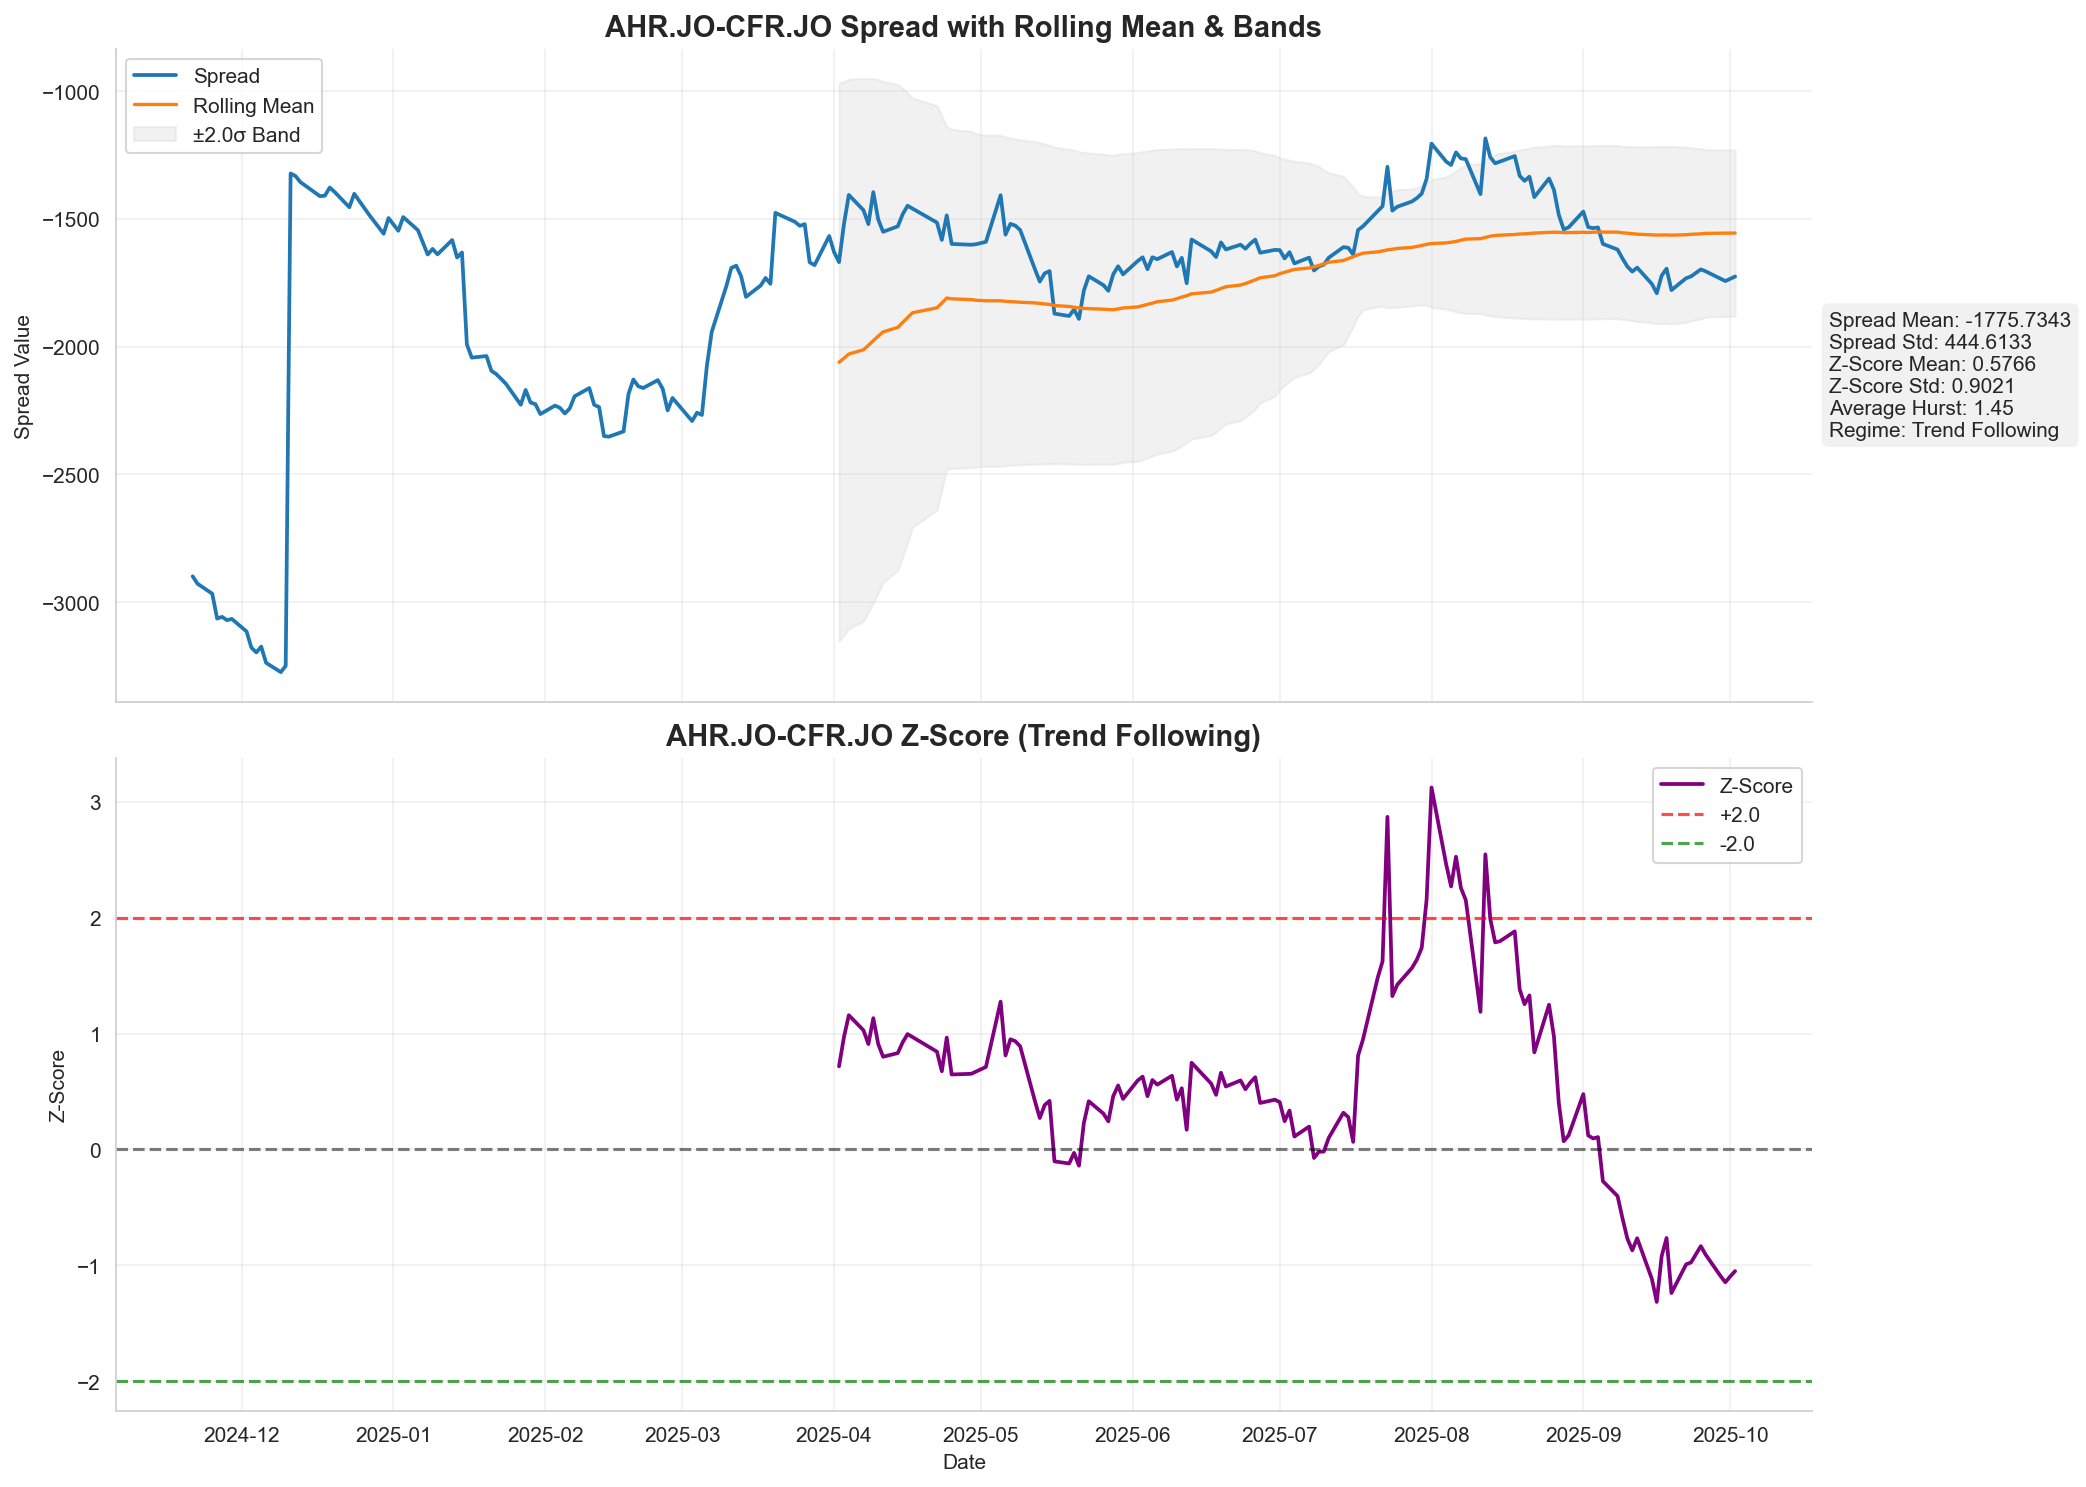 AHR.JO-CFR.JO Spread with Rolling Mean & Bands
Spread
Rolling Mean
±2.0σ Band
−1000
−1500
−2000
−2500
−3000
Spread Value
Spread Mean: -1775.7343
Spread Std: 444.6133
Z-Score Mean: 0.5766
Z-Score Std: 0.9021
Average Hurst: 1.45
Regime: Trend Following
AHR.JO-CFR.JO Z-Score (Trend Following)
Z-Score
+2.0
-2.0
3
2
1
0
−1
−2
Z-Score
2024-12
2025-01
2025-02
2025-03
2025-04
2025-05
2025-06
2025-07
2025-08
2025-09
2025-10
Date